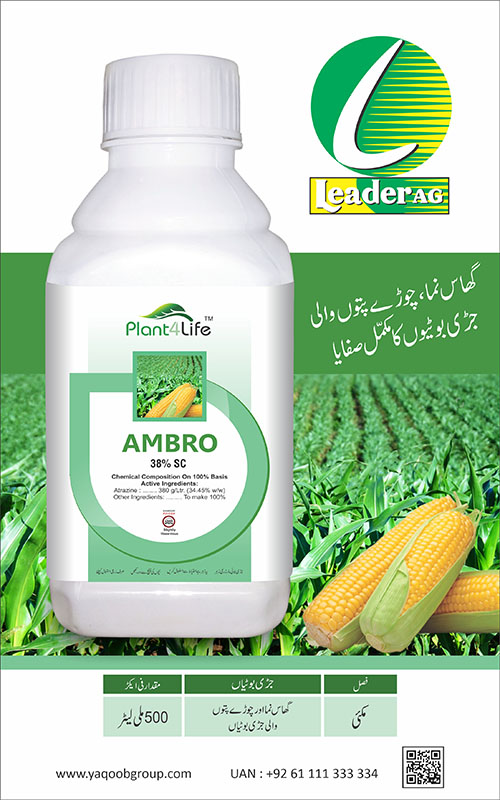 Leader AG
گھاس نما، چوڑے پتوں والی
جڑی بوٹیوں کا مکمّل صفایا
Plant4Life™
AMBRO
38% SC
Chemical Composition On 100% Basis
Active Ingredients:
Atrazine : ......... 380 g/Ltr. (34.45% w/w)
Other Ingredients: ......... To make 100%
فصل
جڑی بوٹیاں
مقدار فی ایکڑ
مکئی
گھاس نما اور چوڑے پتوں
والی جڑی بوٹیاں
500 ملی لیٹر
www.yaqoobgroup.com
UAN : +92 61 111 333 334